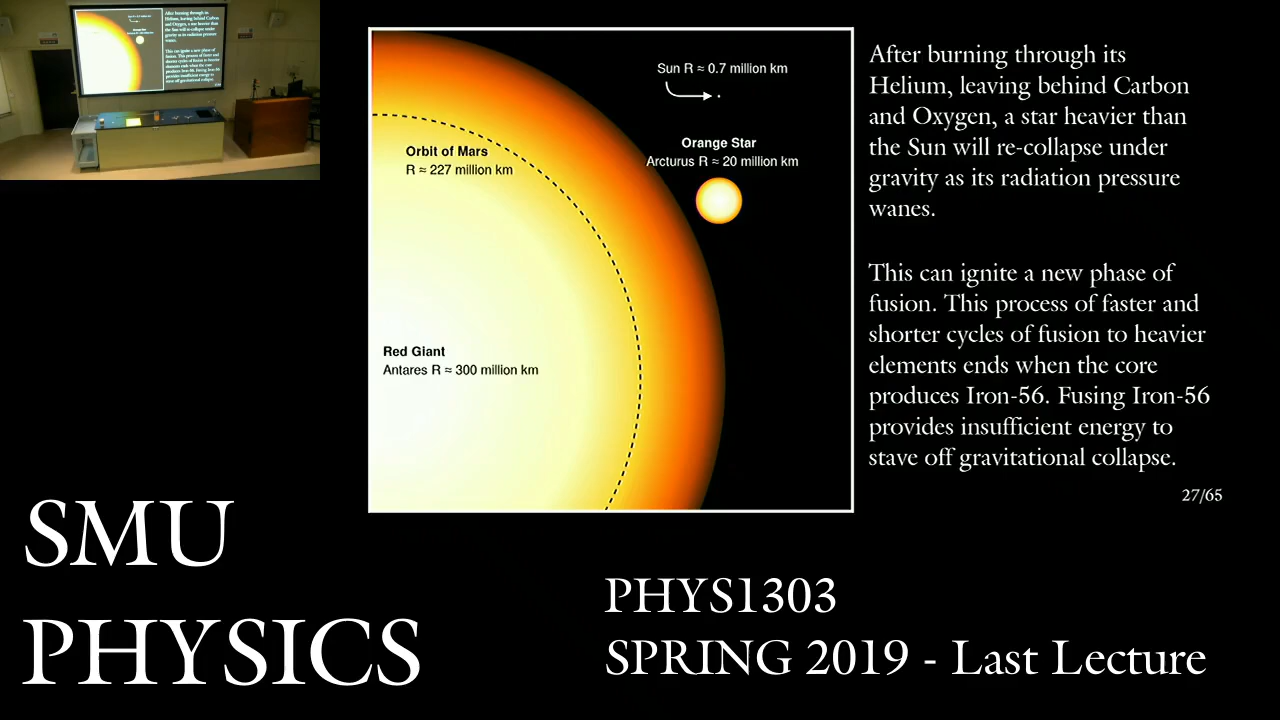 Sun R ≈ 0.7 million km
Orange Star
Arcturus R ≈ 20 million km
Orbit of Mars
R ≈ 227 million km
Red Giant
Antares R ≈ 300 million km
After burning through its
Helium, leaving behind Carbon
and Oxygen, a star heavier than
the Sun will re-collapse under
gravity as its radiation pressure
wanes.
This can ignite a new phase of
fusion. This process of faster and
shorter cycles of fusion to heavier
elements ends when the core
produces Iron-56. Fusing Iron-56
provides insufficient energy to
stave off gravitational collapse.
27/65
SMU
PHYSICS
PHYS1303
SPRING 2019 - Last Lecture